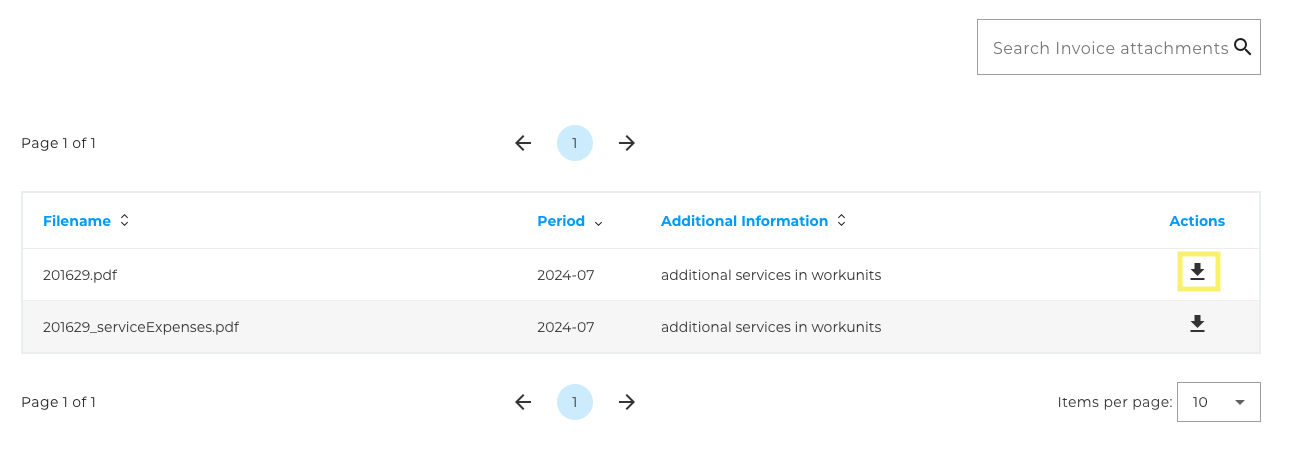 Search Invoice attachments
Page 1 of 1
1
Filename Period Additional Information Actions
201629.pdf 2024-07 additional services in workunits
201629_serviceExpenses.pdf 2024-07 additional services in workunits
Page 1 of 1
1
Items per page: 10